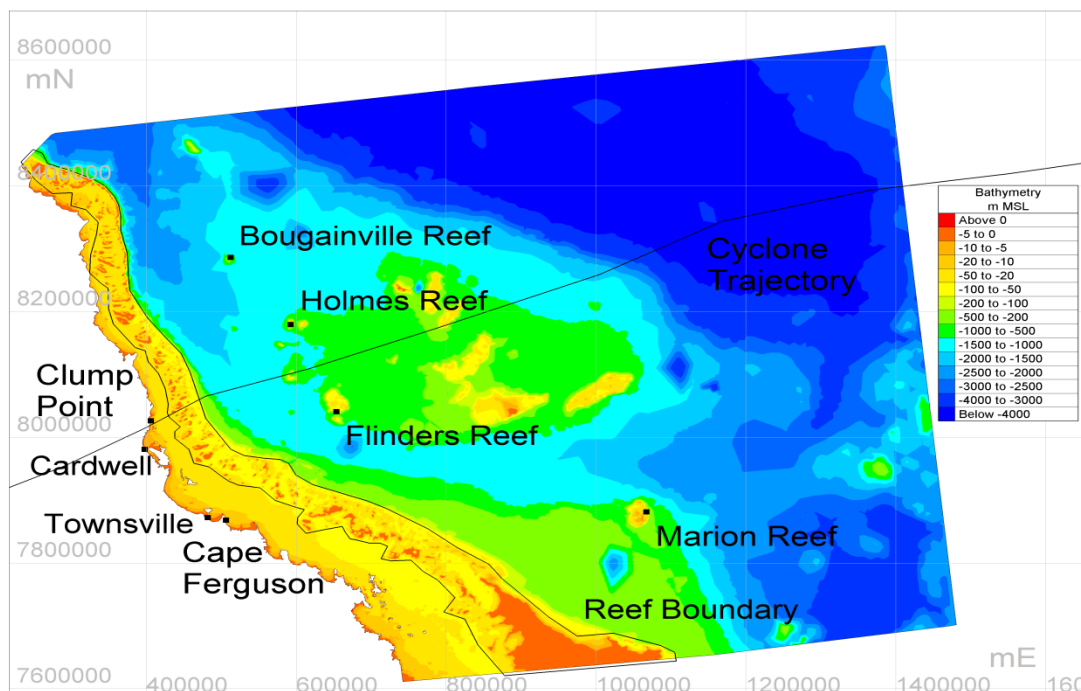 8600000
mN
8400000
Bougainville Reef
Cyclone
Trajectory
Holmes Reef
8200000
Clump
Point
8000000
Flinders Reef
Cardwell
Townsville
Cape
Ferguson
Marion Reef
7800000
Reef Boundary
7600000
mE
400000
600000
800000
1000000
1200000
1400000
Bathymetry
m MSL
Above 0
-5 to 0
-10 to -5
-20 to -10
-50 to -20
-100 to -50
-200 to -100
-500 to -200
-1000 to -500
-1500 to -1000
-2000 to -1500
-2500 to -2000
-3000 to -2500
-4000 to -3000
Below -4000